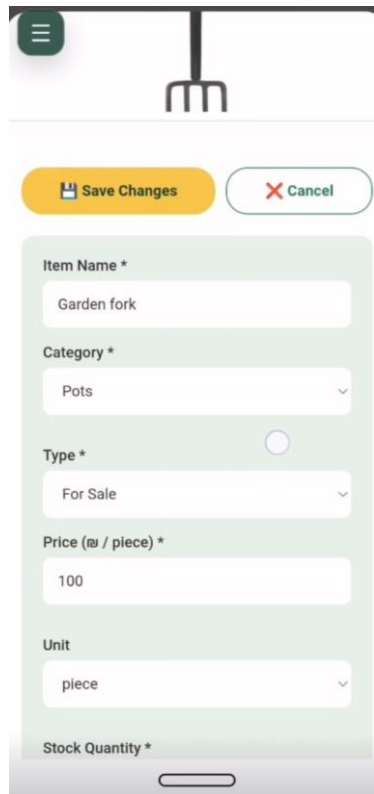 Save Changes
Cancel
Item Name *
Garden fork
Category *
Pots
Type *
For Sale
Price (₪ / piece) *
100
Unit
piece
Stock Quantity *